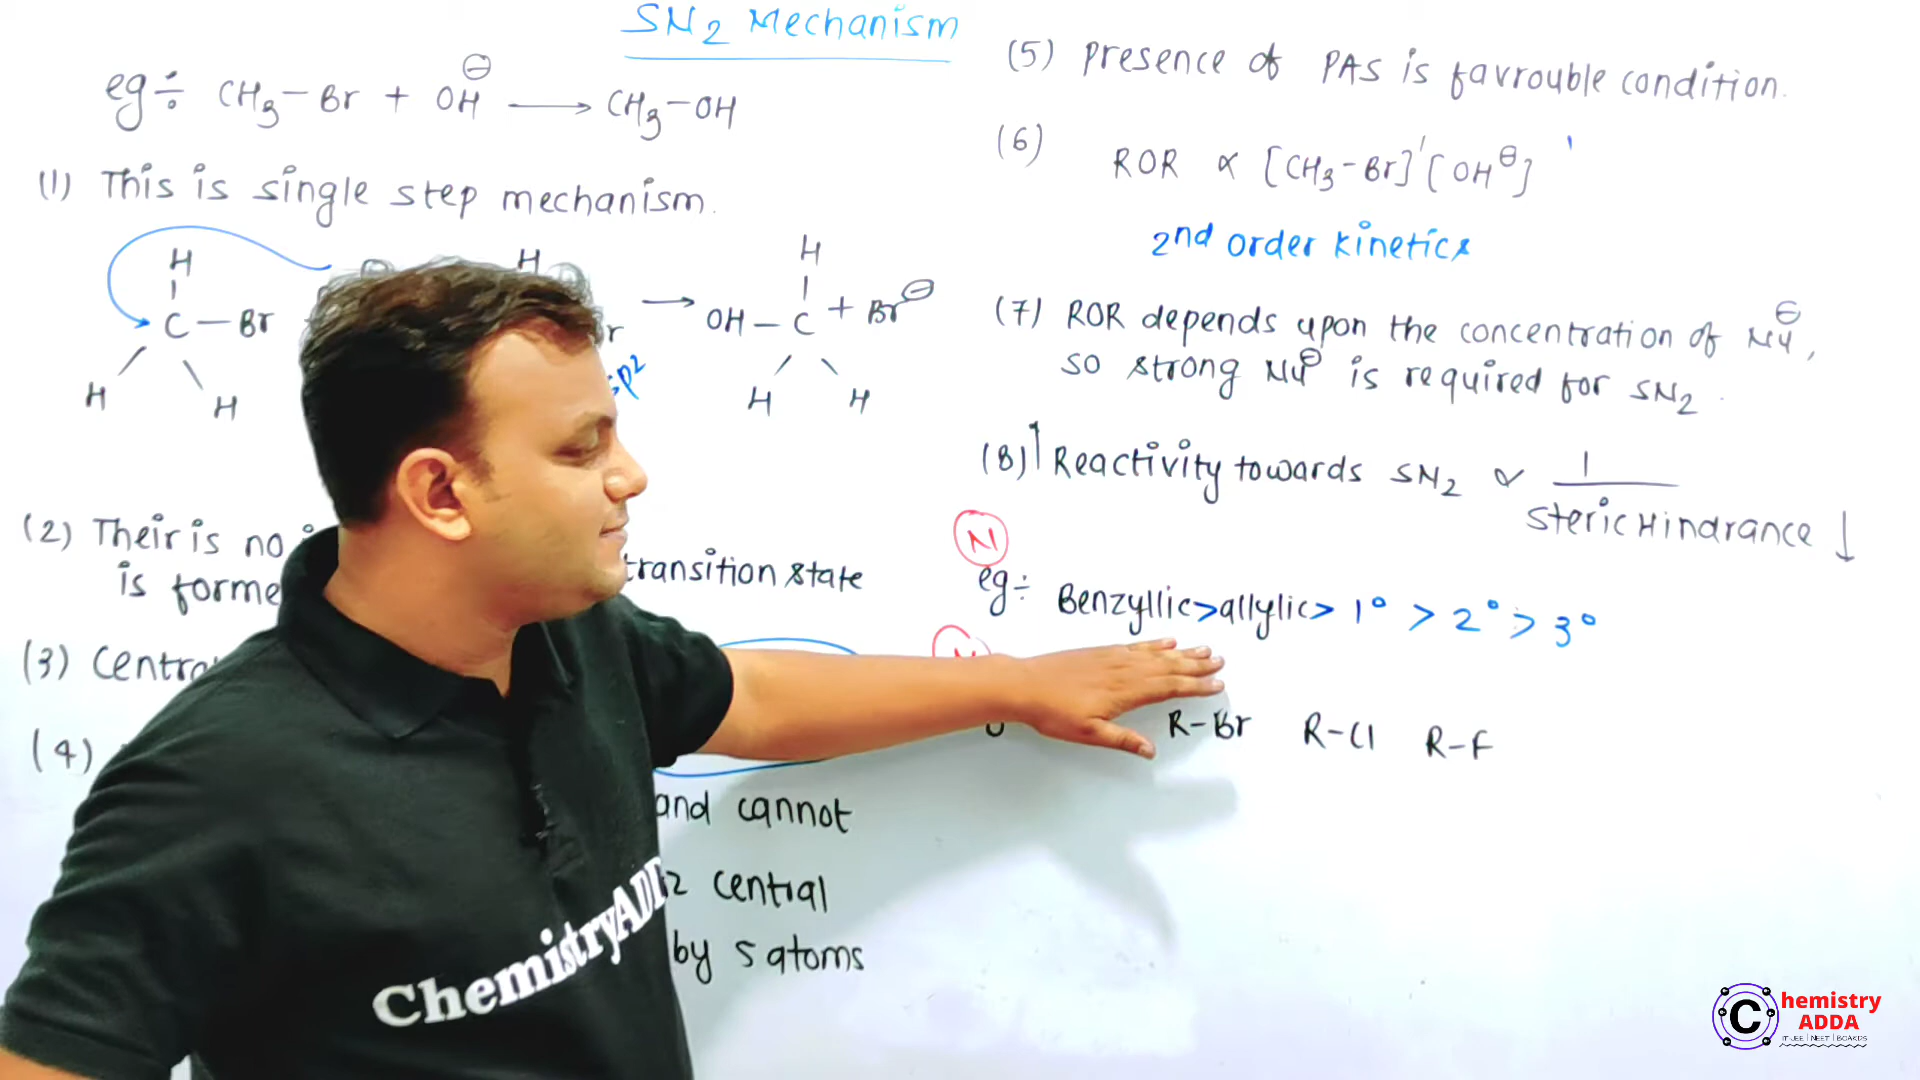 SN2 Mechanism
eg÷ CH3–Br + OH⊖ ⟶ CH3–OH
(1) This is single step mechanism.
H H H
C – Br r ⟶ OH – C + Br⊖
sp²
H H H H
(2) Their is no
is forme transition state
(3) Centra
(4)
and cannot
central
by 5 atoms
(5) presence of PAS is favrouble condition.
(6) ROR ∝ [CH3–Br]' [OH⊖] '
2nd order kinetics
(7) ROR depends upon the concentration of Nu⊖,
so strong Nu⊖ is required for SN2.
(8) ↑ Reactivity towards SN2 ∝ 1
Steric Hindrance ↓
N
eg÷ Benzyllic > allylic > 1° > 2° > 3°
R–Br R–Cl R–F
ChemistryADD
Chemistry
ADDA
IIT JEE | NEET | BOARDS